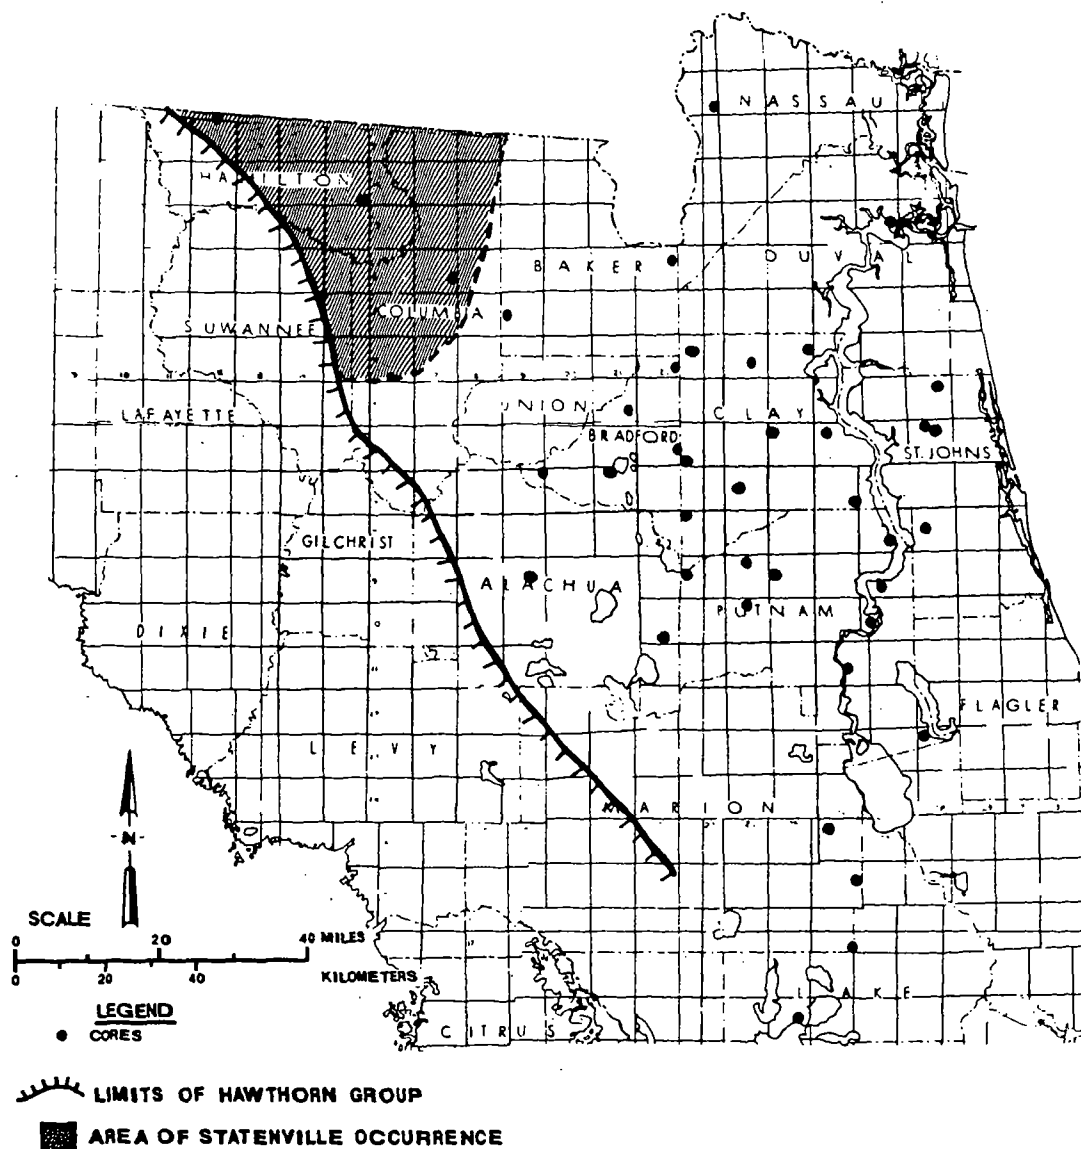 NASSAU
HAMILTON
BAKER
DUVAL
COLUMBIA
SUWANNEE
LAFAYETTE
UNION
CLAY
BRADFORD
ST. JOHNS
GILCHRIST
ALACHUA
PUTNAM
DIXIE
FLAGLER
LEVY
MARION
N
SCALE
0 20 40 MILES
0 20 40 KILOMETERS
LAKE
LEGEND
CITRUS
CORES
LIMITS OF HAWTHORN GROUP
AREA OF STATENVILLE OCCURRENCE